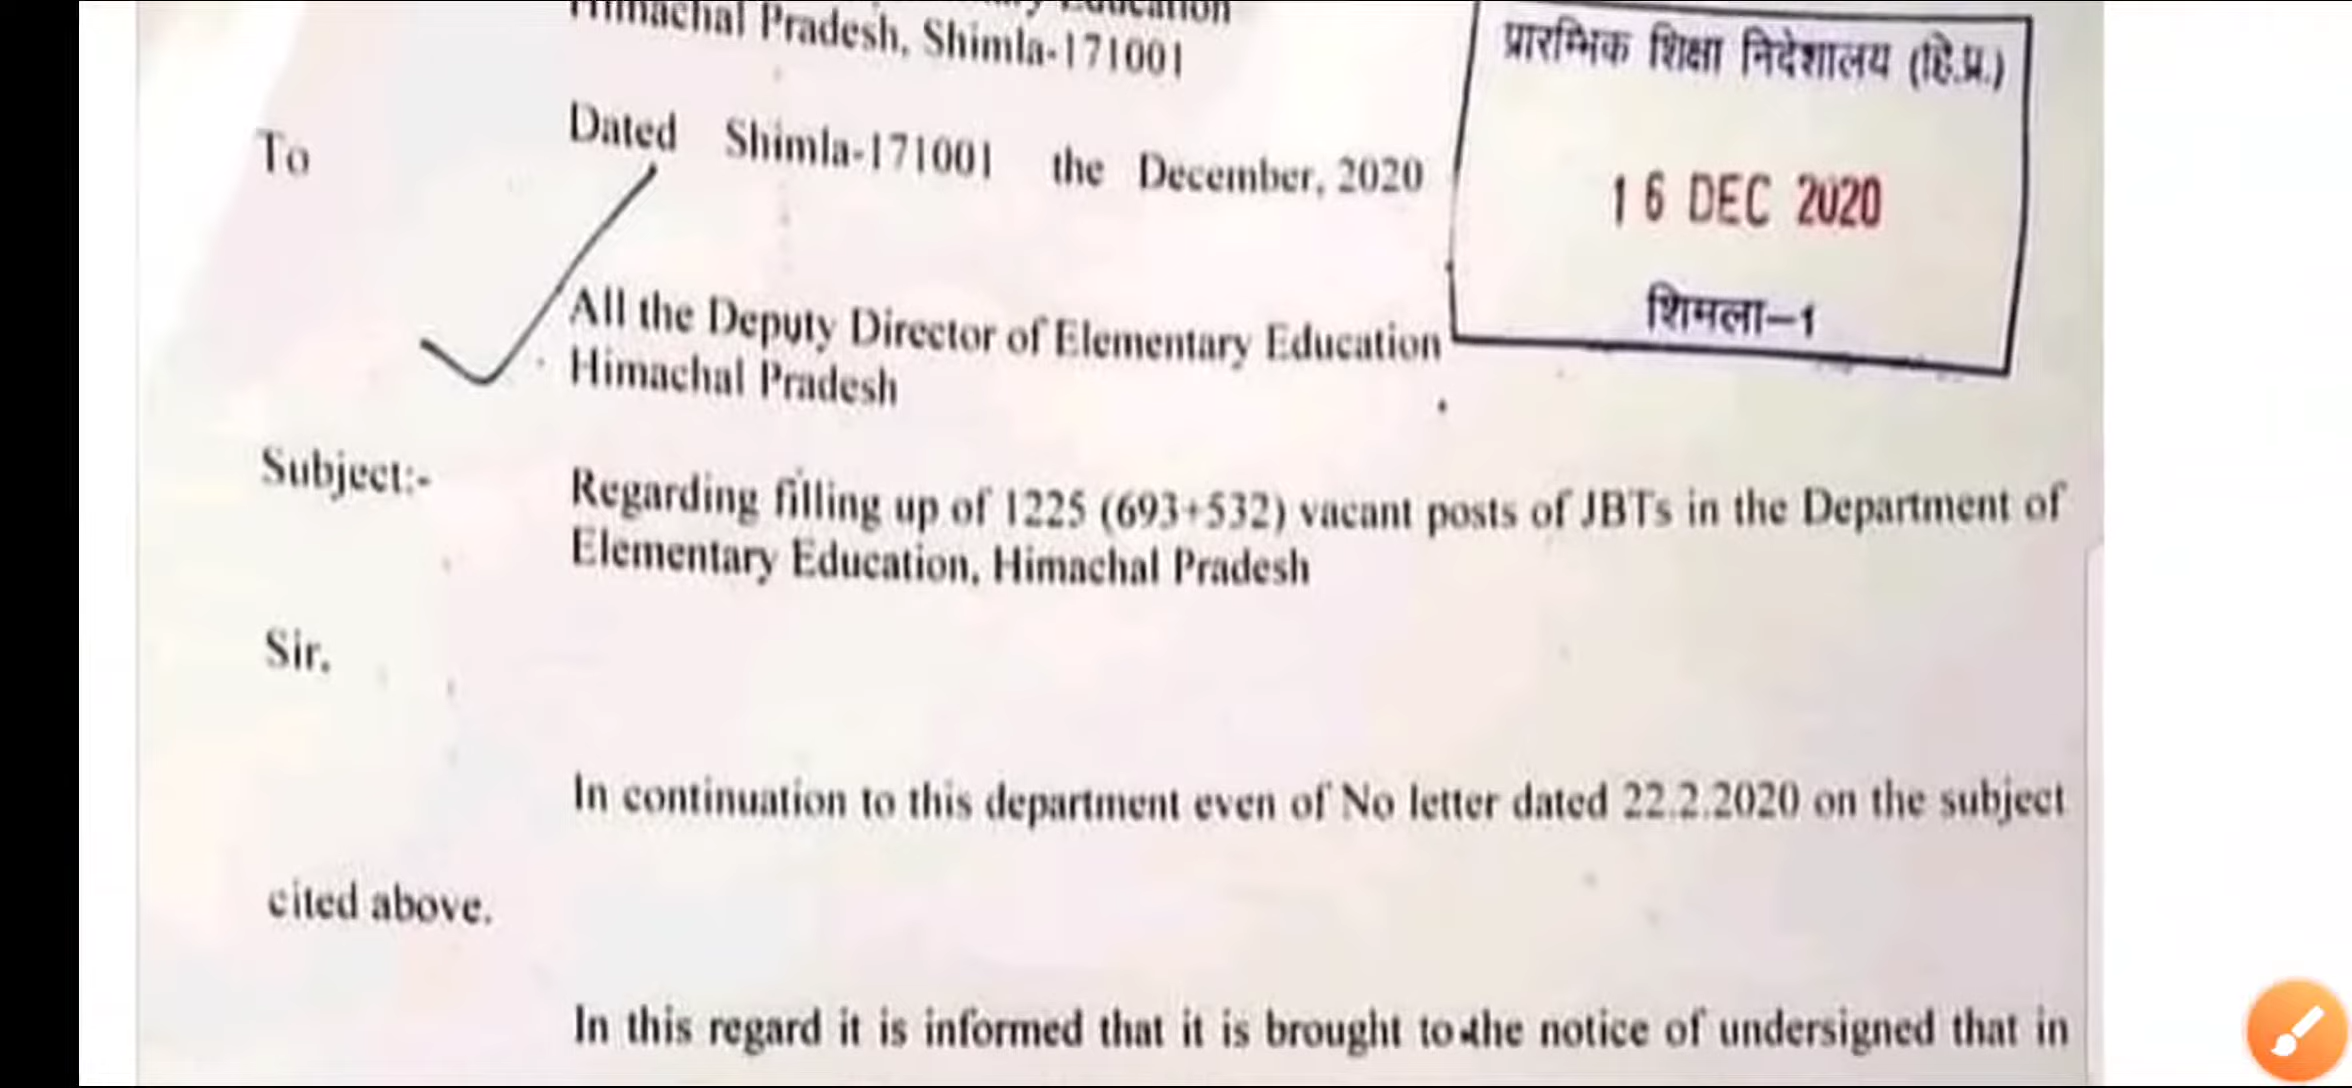 Education
Himachal Pradesh, Shimla-171001
प्रारम्भिक शिक्षा निदेशालय (हि.प्र.)
Dated Shimla-171001 the December, 2020
To
16 DEC 2020
शिमला-1
All the Deputy Director of Elementary Education
Himachal Pradesh
Subject:-
Regarding filling up of 1225 (693+532) vacant posts of JBTs in the Department of
Elementary Education, Himachal Pradesh
Sir.
In continuation to this department even of No letter dated 22.2.2020 on the subject
cited above.
In this regard it is informed that it is brought to the notice of undersigned that in